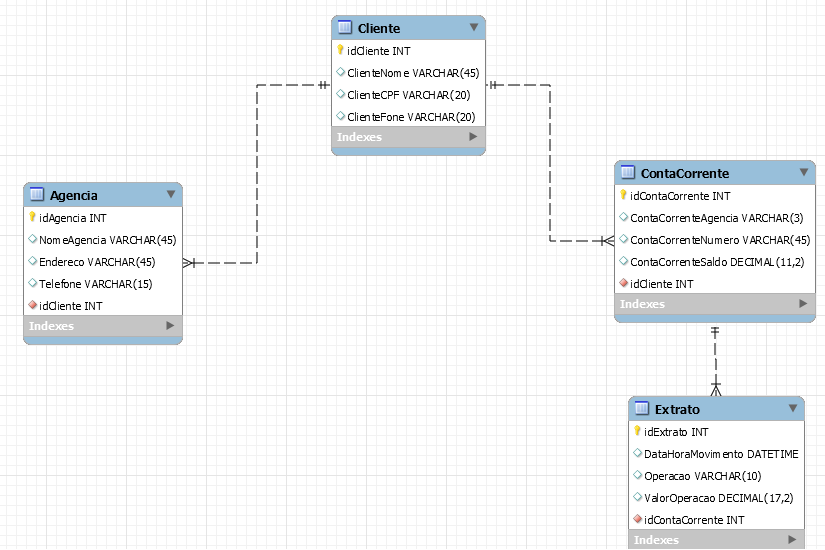 Cliente
idCliente INT
ClienteNome VARCHAR(45)
ClienteCPF VARCHAR(20)
ClienteFone VARCHAR(20)
Indexes
Agencia
idAgencia INT
NomeAgencia VARCHAR(45)
Endereco VARCHAR(45)
Telefone VARCHAR(15)
idCliente INT
Indexes
ContaCorrente
idContaCorrente INT
ContaCorrenteAgencia VARCHAR(3)
ContaCorrenteNumero VARCHAR(45)
ContaCorrenteSaldo DECIMAL(11,2)
idCliente INT
Indexes
Extrato
idExtrato INT
DataHoraMovimento DATETIME
Operacao VARCHAR(10)
ValorOperacao DECIMAL(17,2)
idContaCorrente INT
Indexes